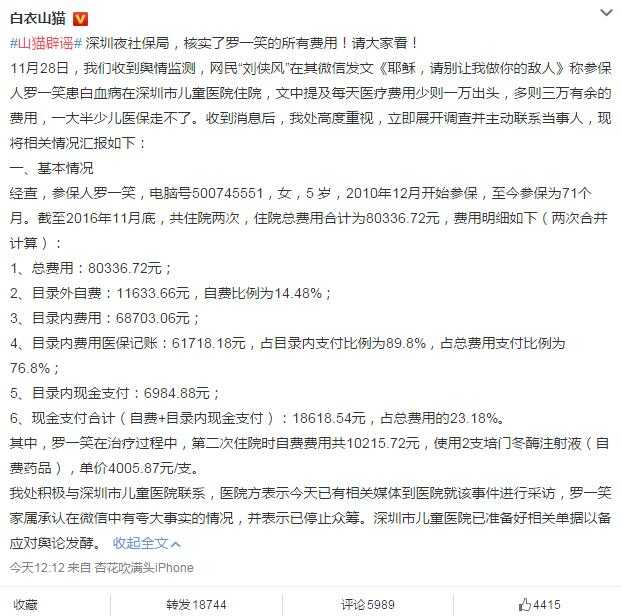 白衣山猫
#山猫辟谣# 深圳夜社保局，核实了罗一笑的所有费用！请大家看！
11月28日，我们收到舆情监测，网民“刘侠风”在其微信发文《耶稣，请别让我做你的敌人》称参保
人罗一笑患白血病在深圳市儿童医院住院，文中提及每天医疗费用少则一万出头，多则三万有余的
费用，一大半少儿医保走不了。收到消息后，我处高度重视，立即展开调查并主动联系当事人，现
将相关情况汇报如下：
一、基本情况
经查，参保人罗一笑，电脑号500745551，女，5 岁，2010年12月开始参保，至今参保为71个
月。截至2016年11月底，共住院两次，住院总费用合计为80336.72元，费用明细如下（两次合并
计算）：
1、总费用：80336.72元；
2、目录外自费：11633.66元，自费比例为14.48%；
3、目录内费用：68703.06元；
4、目录内费用医保记账：61718.18元，占目录内支付比例为89.8%，占总费用支付比例为
76.8%；
5、目录内现金支付：6984.88元；
6、现金支付合计（自费+目录内现金支付）：18618.54元，占总费用的23.18%。
其中，罗一笑在治疗过程中，第二次住院时自费费用共10215.72元，使用2支培门冬酶注射液（自
费药品），单价4005.87元/支。
我处积极与深圳市儿童医院联系，医院方表示今天已有相关媒体到医院就该事件进行采访，罗一笑
家属承认在微信中有夸大事实的情况，并表示已停止众筹。深圳市儿童医院已准备好相关单据以备
应对舆论发酵。 收起全文
今天12:12 来自 杏花吹满头iPhone
收藏 转发18744 评论5989 4415